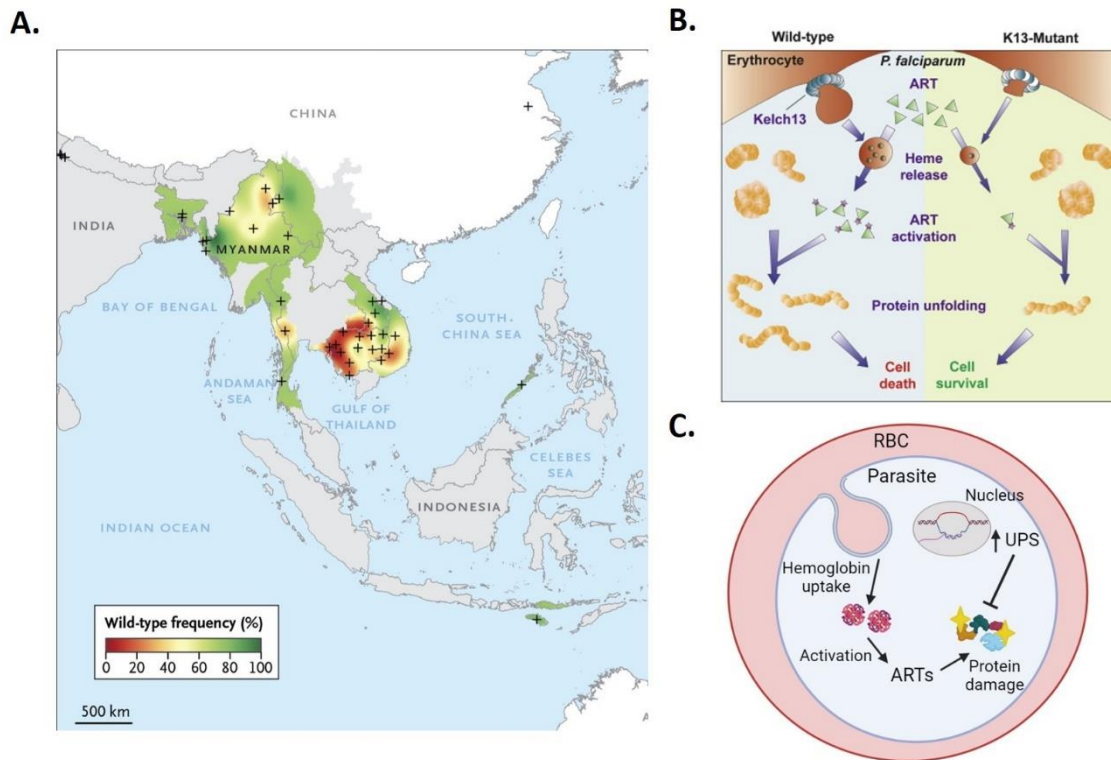 A.
CHINA
INDIA
MYANMAR
BAY OF BENGAL
SOUTH-
CHINA SEA
ANDAMAN
SEA
GULF OF
THAILAND
CELEBES
SEA
INDONESIA
INDIAN OCEAN
Wild-type frequency (%)
0 20 40 60 80 100
500 km
A
B.
Wild-type
K13-Mutant
Erythrocyte
P. falciparum
ART
Kelch13
Heme
release
ART
activation
Protein unfolding
Cell
death
Cell
survival
C.
RBC
Parasite
Nucleus
UPS
Hemoglobin
uptake
Activation
ARTs
Protein
damage